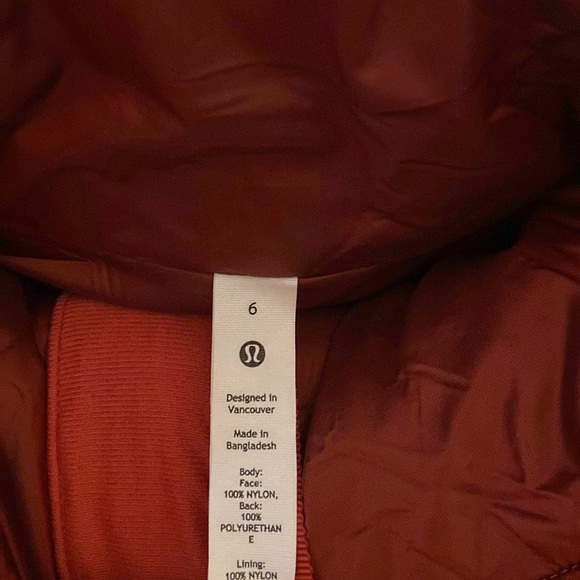 6
Designed in
Vancouver
Made in
Bangladesh
Body:
Face:
100% NYLON,
Back:
100%
POLYURETHAN
E
Lining:
100% NYLON